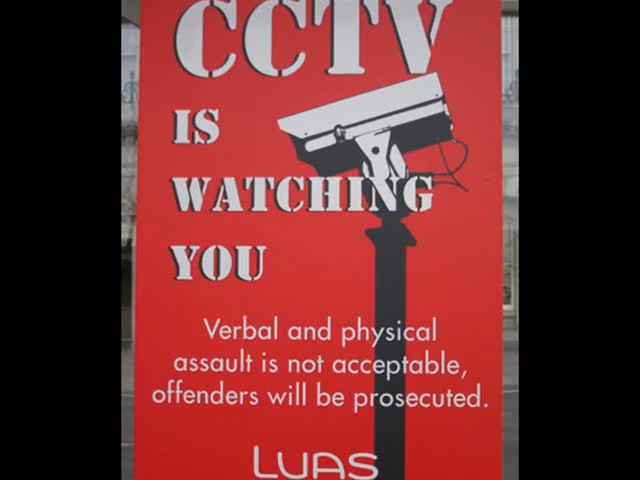 CCTV
IS
WATCHING
YOU
Verbal and physical
assault is not acceptable,
offenders will be prosecuted.
LUAS